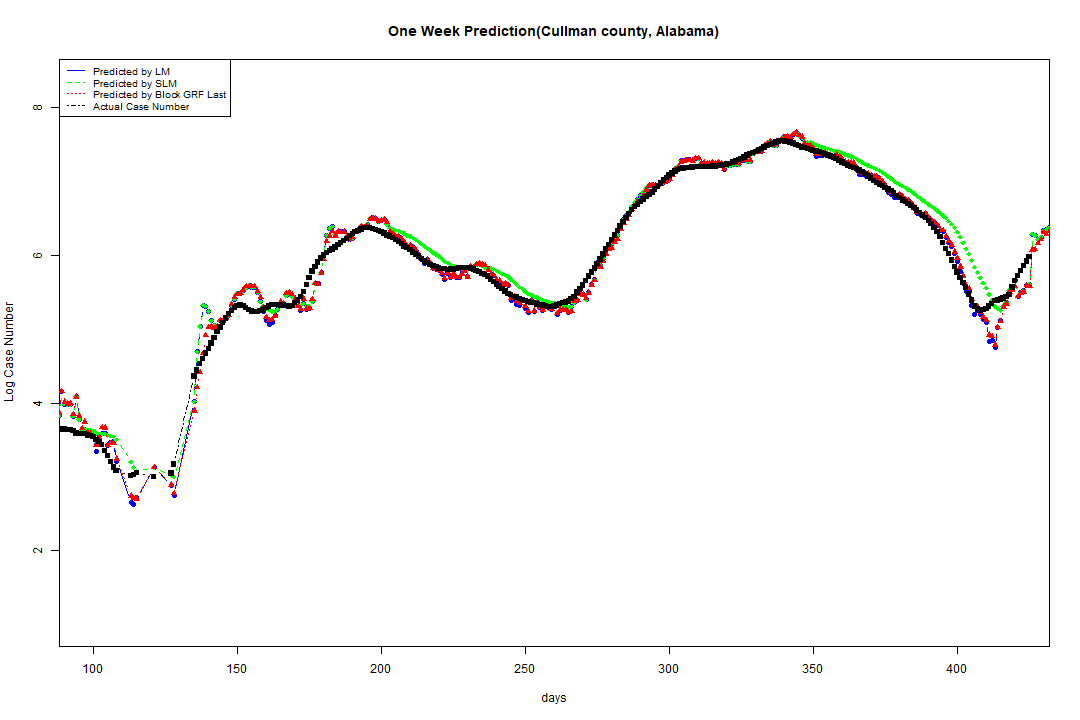 One Week Prediction(Cullman county, Alabama)
Predicted by LM
Predicted by SLM
Predicted by Block GRF Last
Actual Case Number
8
6
4
2
Log Case Number
100 150 200 250 300 350 400
days